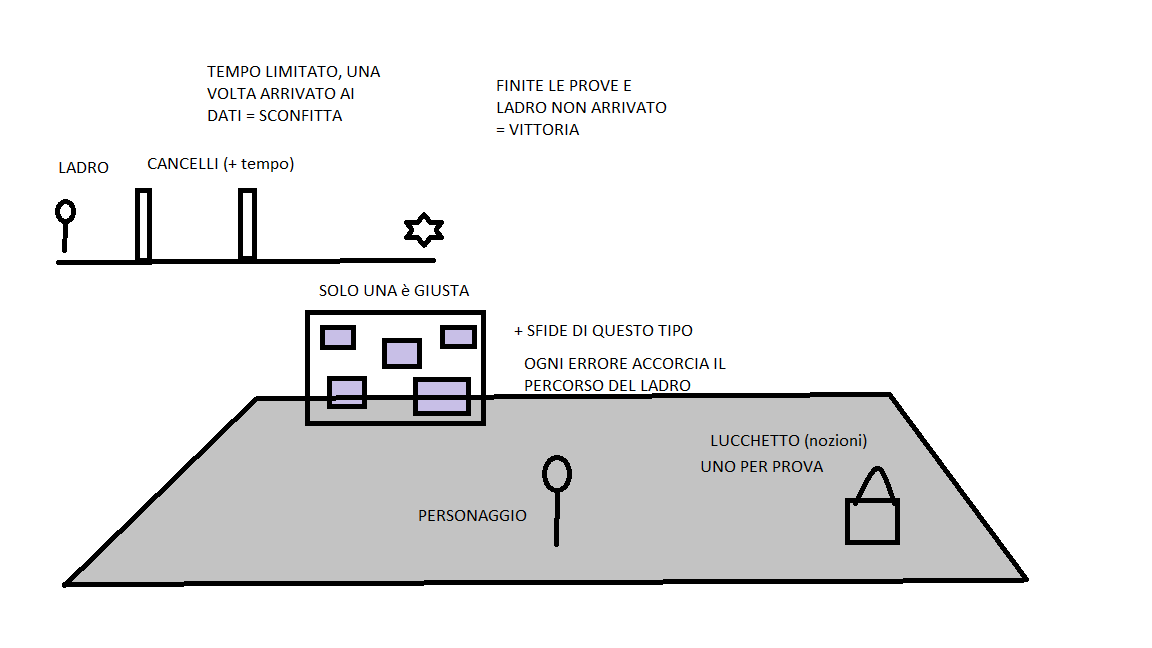 TEMPO LIMITATO, UNA
VOLTA ARRIVATO AI
DATI = SCONFITTA
FINITE LE PROVE E
LADRO NON ARRIVATO
= VITTORIA
LADRO
CANCELLI (+ tempo)
SOLO UNA è GIUSTA
+ SFIDE DI QUESTO TIPO
OGNI ERRORE ACCORCIA IL
PERCORSO DEL LADRO
LUCCHETTO (nozioni)
UNO PER PROVA
PERSONAGGIO